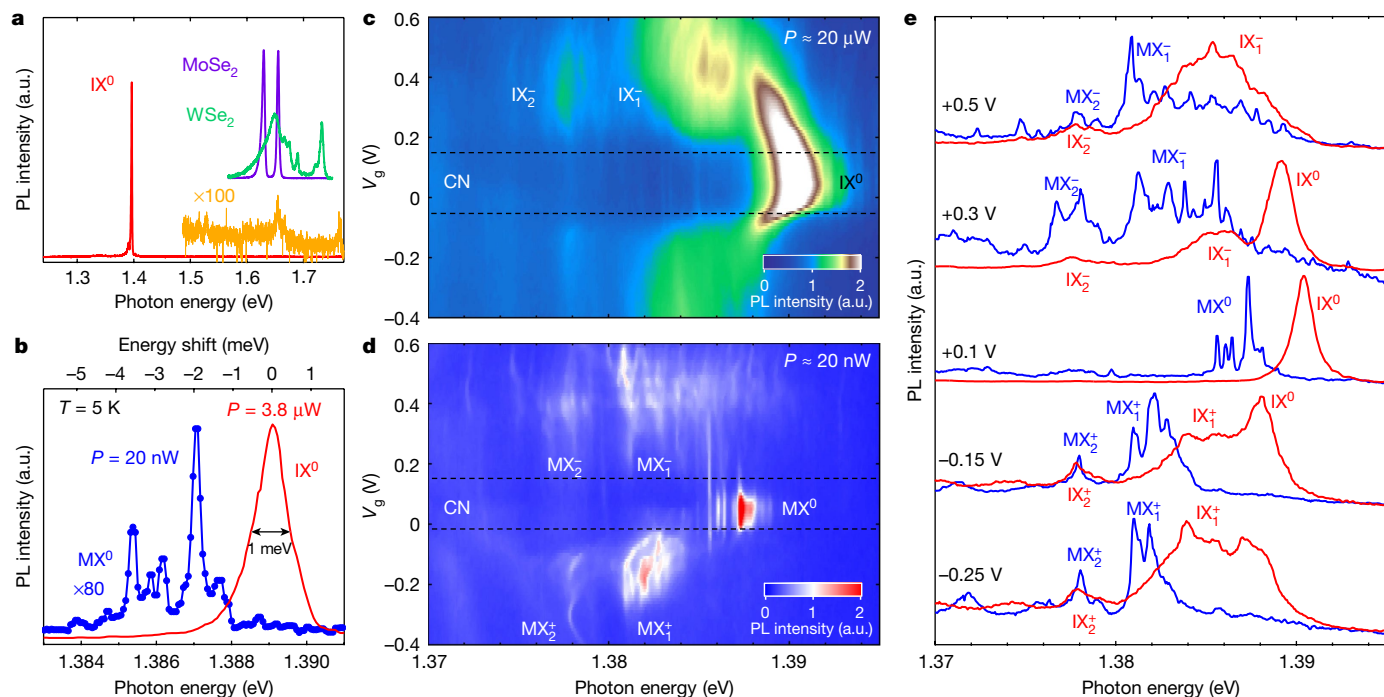 a
PL intensity (a.u.)
IX⁰
MoSe₂
WSe₂
×100
1.3 1.4 1.5 1.6 1.7
Photon energy (eV)
b
Energy shift (meV)
−5 −4 −3 −2 −1 0 1
PL intensity (a.u.)
T = 5 K
P = 3.8 μW
P = 20 nW
IX⁰
1 meV
MX⁰
×80
1.384 1.386 1.388 1.390
Photon energy (eV)
c
V_g (V)
0.6
0.4
0.2
0
−0.2
−0.4
P ≈ 20 μW
IX₂⁻
IX₁⁻
CN
IX⁰
0 1 2
PL intensity (a.u.)
d
V_g (V)
0.6
0.4
0.2
0
−0.2
−0.4
P ≈ 20 nW
MX₂⁻
MX₁⁻
CN
MX⁰
MX₂⁺
MX₁⁺
0 1 2
PL intensity (a.u.)
1.37 1.38 1.39
Photon energy (eV)
e
PL intensity (a.u.)
+0.5 V
MX₂⁻
IX₂⁻
MX₁⁻
IX₁⁻
+0.3 V
MX₂⁻
IX₂⁻
MX₁⁻
IX₁⁻
IX⁰
+0.1 V
MX⁰
IX⁰
−0.15 V
MX₂⁺
IX₂⁺
MX₁⁺
IX₁⁺
IX⁰
−0.25 V
MX₂⁺
IX₂⁺
MX₁⁺
IX₁⁺
1.37 1.38 1.39
Photon energy (eV)